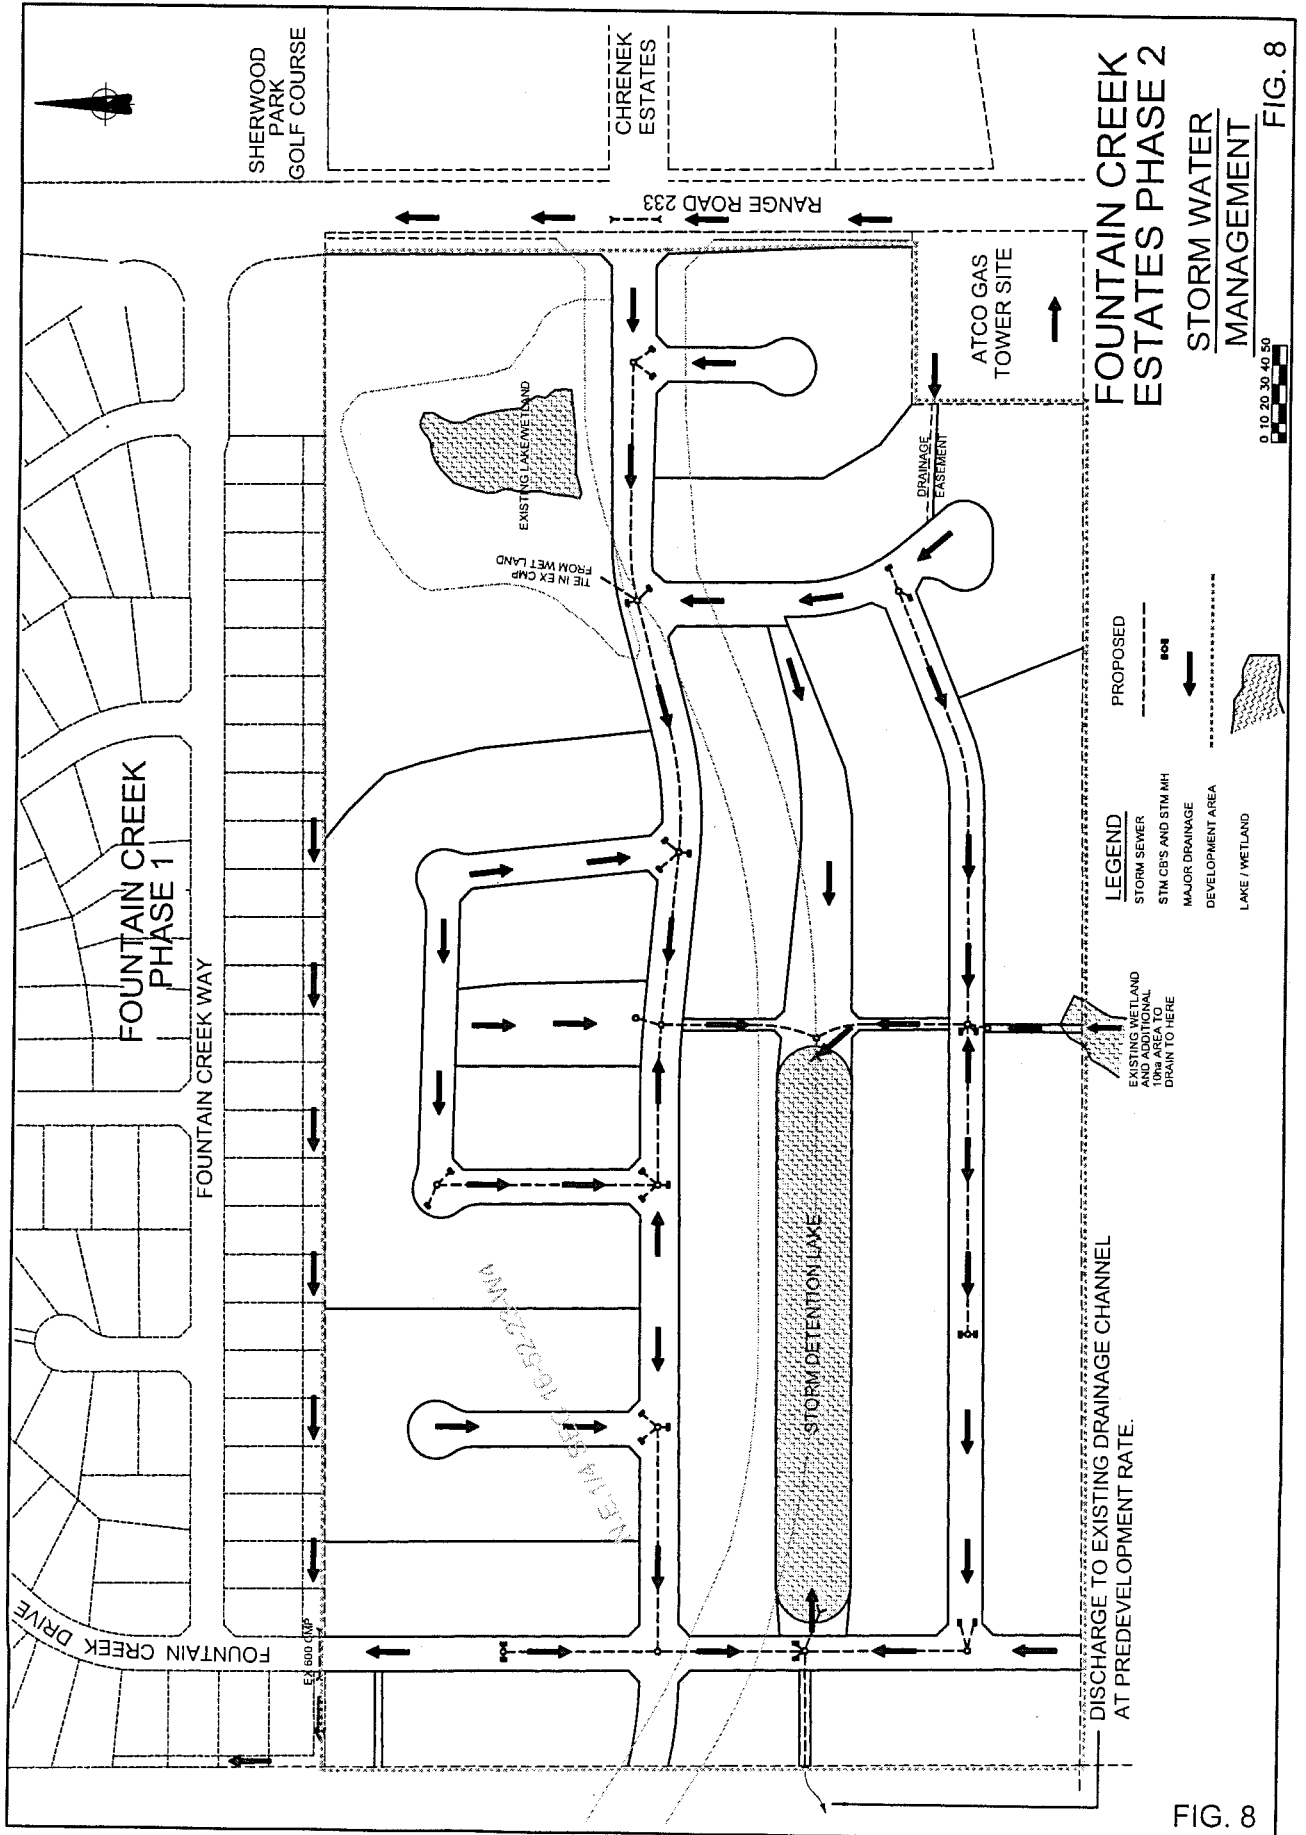 SHERWOOD
PARK
GOLF COURSE
CHRENEK
ESTATES
RANGE ROAD 233
FOUNTAIN CREEK
PHASE 1
FOUNTAIN CREEK WAY
FOUNTAIN CREEK DRIVE
EX 600 CMP
EXISTING LAKE/WETLAND
TIE IN EX CMP
FROM WET LAND
ATCO GAS
TOWER SITE
DRAINAGE
EASEMENT
STORM DETENTION LAKE
EXISTING WETLAND
AND ADDITIONAL
10ha AREA TO
DRAIN TO HERE
DISCHARGE TO EXISTING DRAINAGE CHANNEL
AT PREDEVELOPMENT RATE.
LEGEND
PROPOSED
STORM SEWER
STM CB'S AND STM MH
MAJOR DRAINAGE
DEVELOPMENT AREA
LAKE / WETLAND
FOUNTAIN CREEK
ESTATES PHASE 2
STORM WATER
MANAGEMENT
0 10 20 30 40 50
FIG. 8
FIG. 8